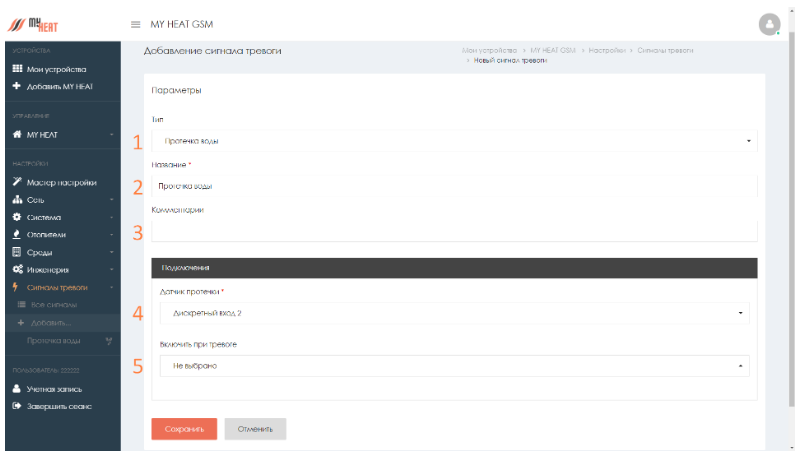 MY HEAT
MY HEAT GSM
УСТРОЙСТВА
Мои устройства
Добавить MY HEAT
УПРАВЛЕНИЕ
MY HEAT
НАСТРОЙКИ
Мастер настройки
Сеть
Система
Отопители
Среды
Инженерия
Сигналы тревоги
Все сигналы
Добавить...
Протечка воды
ПОЛЬЗОВАТЕЛЬ: 222222
Учетная запись
Завершить сеанс
Добавление сигнала тревоги
Мои устройства > MY HEAT GSM > Настройки > Сигналы тревоги
> Новый сигнал тревоги
Параметры
Тип
1 Протечка воды
Название *
2 Протечка воды
Комментарии
3
Подключения
Датчик протечки *
4 Дискретный вход 2
Включить при тревоге
5 Не выбрано
Сохранить Отменить